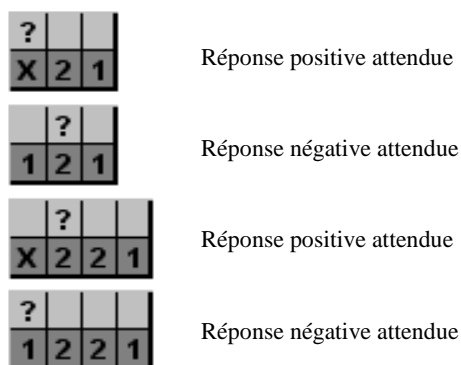 ?
X 2 1
Réponse positive attendue
?
1 2 1
Réponse négative attendue
?
X 2 2 1
Réponse positive attendue
?
1 2 2 1
Réponse négative attendue